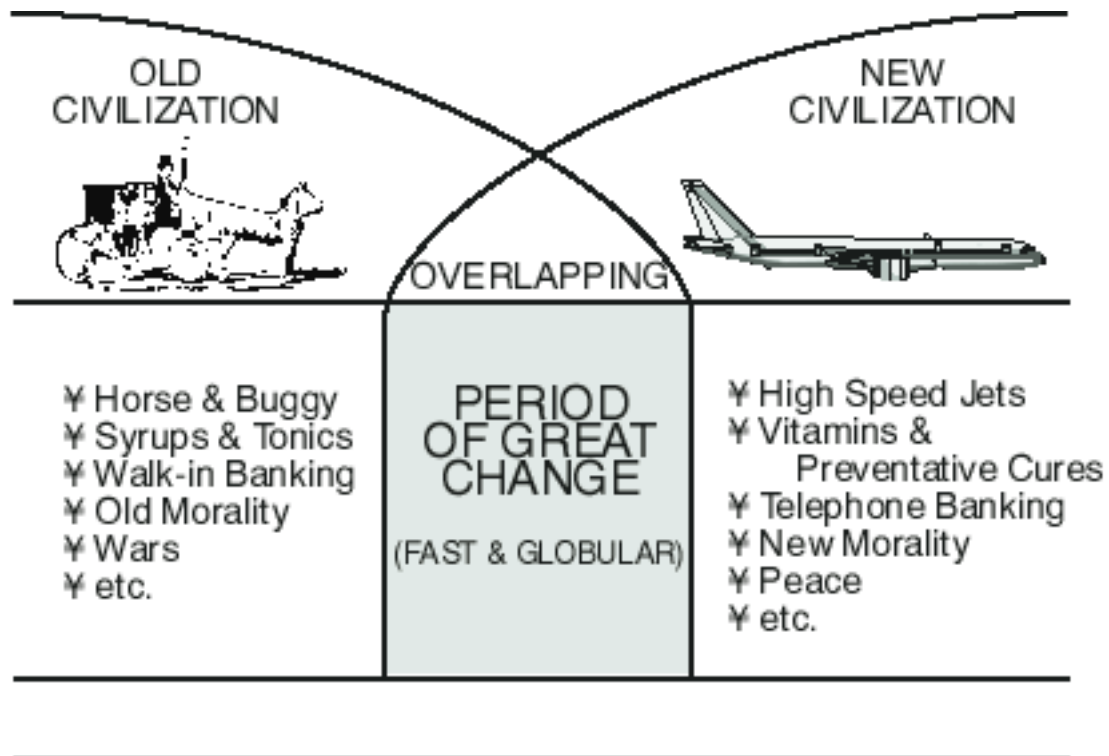 OLD
CIVILIZATION
NEW
CIVILIZATION
OVERLAPPING
¥ Horse & Buggy
¥ Syrups & Tonics
¥ Walk-in Banking
¥ Old Morality
¥ Wars
¥ etc.
PERIOD
OF GREAT
CHANGE
(FAST & GLOBULAR)
¥ High Speed Jets
¥ Vitamins &
Preventative Cures
¥ Telephone Banking
¥ New Morality
¥ Peace
¥ etc.